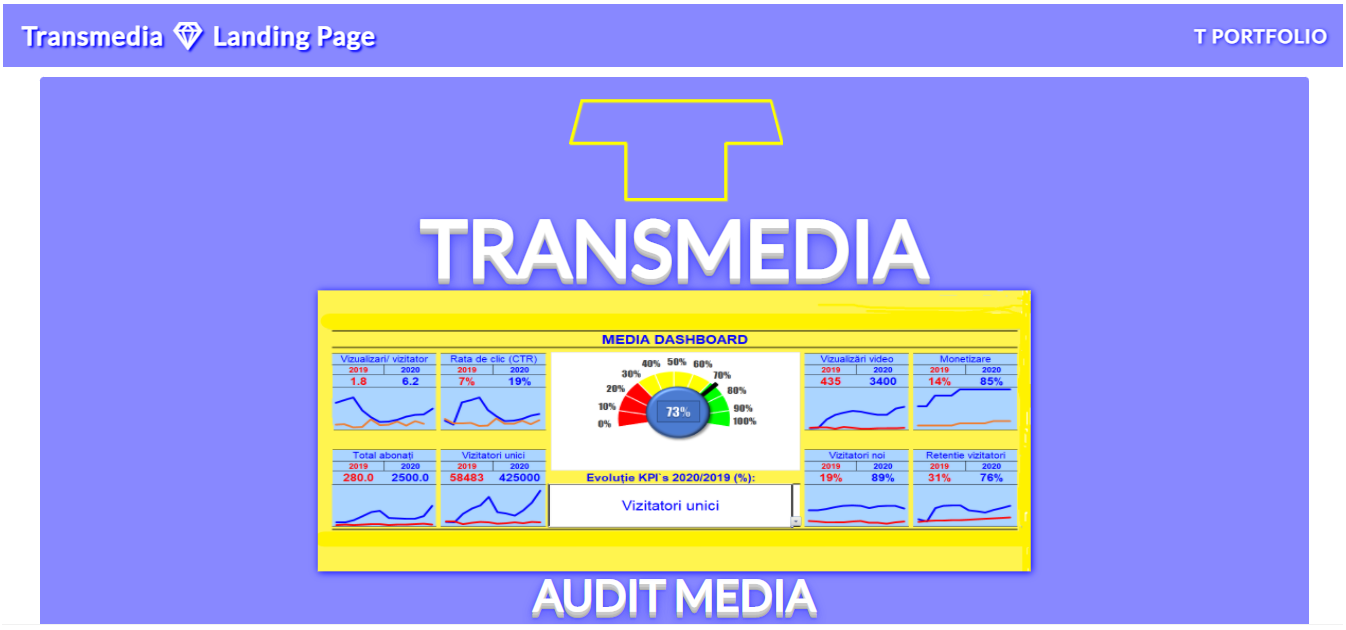 Transmedia Landing Page
T PORTFOLIO
TRANSMEDIA
MEDIA DASHBOARD
Vizualizari/ vizitator
2019 2020
1.8 6.2
Rata de clic (CTR)
2019 2020
7% 19%
0%
10%
20%
30%
40%
50%
60%
70%
80%
90%
100%
73%
Vizualizări video
2019 2020
435 3400
Monetizare
2019 2020
14% 85%
Total abonați
2019 2020
280.0 2500.0
Vizitatori unici
2019 2020
58483 425000
Evoluție KPI`s 2020/2019 (%):
Vizitatori unici
Vizitatori noi
2019 2020
19% 89%
Retentie vizitatori
2019 2020
31% 76%
AUDIT MEDIA